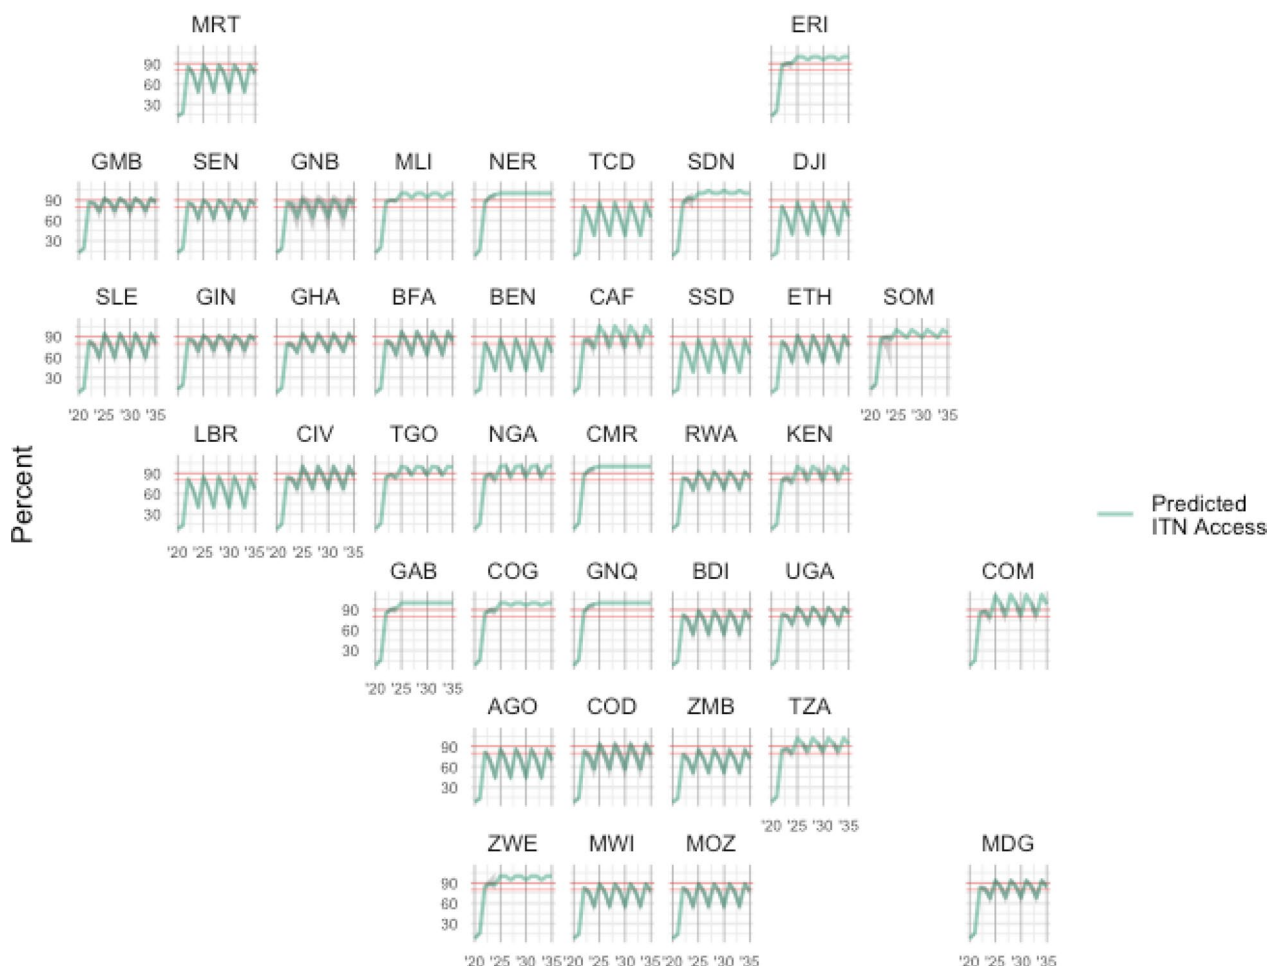 MRT ERI
90
60
30
GMB SEN GNB MLI NER TCD SDN DJI
90
60
30
SLE GIN GHA BFA BEN CAF SSD ETH SOM
90
60
30
'20 '25 '30 '35 '20 '25 '30 '35
LBR CIV TGO NGA CMR RWA KEN
90
60
30
'20 '25 '30 '35 '20 '25 '30 '35
Percent
Predicted
ITN Access
GAB COG GNQ BDI UGA COM
90
60
30
'20 '25 '30 '35
AGO COD ZMB TZA
90
60
30
'20 '25 '30 '35
ZWE MWI MOZ MDG
90
60
30
'20 '25 '30 '35 '20 '25 '30 '35 '20 '25 '30 '35 '20 '25 '30 '35